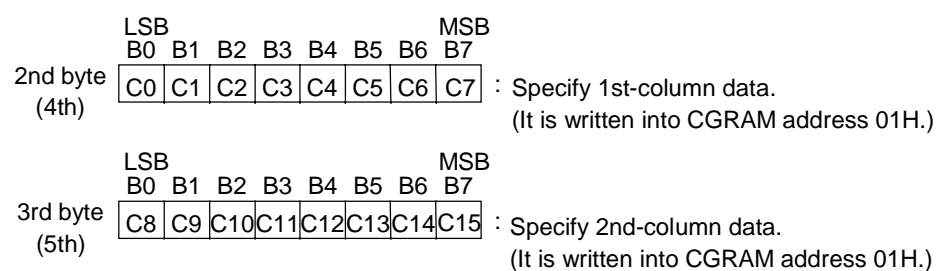 LSB MSB
B0 B1 B2 B3 B4 B5 B6 B7
2nd byte C0 C1 C2 C3 C4 C5 C6 C7 : Specify 1st-column data.
(4th) (It is written into CGRAM address 01H.)
LSB MSB
B0 B1 B2 B3 B4 B5 B6 B7
3rd byte C8 C9 C10 C11 C12 C13 C14 C15 : Specify 2nd-column data.
(5th) (It is written into CGRAM address 01H.)